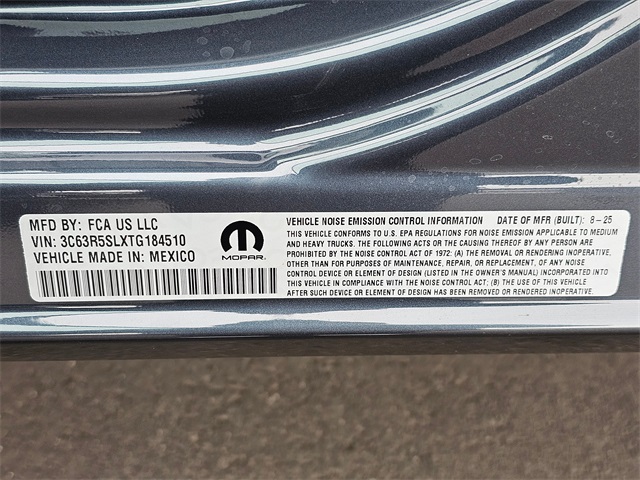 MFD BY: FCA US LLC
VIN: 3C63R5SLXTG184510
VEHICLE MADE IN: MEXICO
MOPAR
VEHICLE NOISE EMISSION CONTROL INFORMATION DATE OF MFR (BUILT): 8-25
THIS VEHICLE CONFORMS TO U.S. EPA REGULATIONS FOR NOISE EMISSION APPLICABLE TO MEDIUM
AND HEAVY TRUCKS. THE FOLLOWING ACTS OR THE CAUSING THEREOF BY ANY PERSON ARE
PROHIBITED BY THE NOISE CONTROL ACT OF 1972: (A) THE REMOVAL OR RENDERING INOPERATIVE,
OTHER THAN FOR PURPOSES OF MAINTENANCE, REPAIR, OR REPLACEMENT, OF ANY NOISE
CONTROL DEVICE OR ELEMENT OF DESIGN (LISTED IN THE OWNER'S MANUAL) INCORPORATED INTO
THIS VEHICLE IN COMPLIANCE WITH THE NOISE CONTROL ACT; (B) THE USE OF THIS VEHICLE
AFTER SUCH DEVICE OR ELEMENT OF DESIGN HAS BEEN REMOVED OR RENDERED INOPERATIVE.